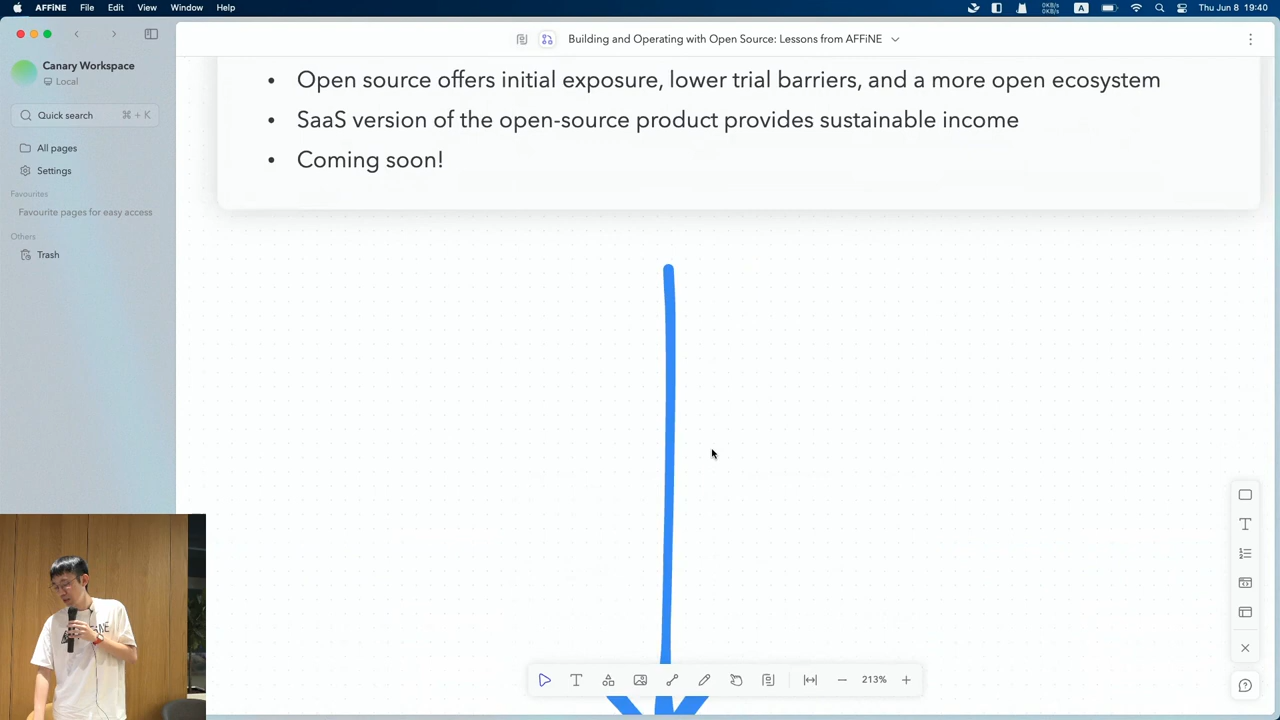 AFFiNE File Edit View Window Help
0KB/s
0KB/s
A
Thu Jun 8 19:40
Building and Operating with Open Source: Lessons from AFFiNE
Canary Workspace
Local
Quick search ⌘ + K
All pages
Settings
Favourites
Favourite pages for easy access
Others
Trash
• Open source offers initial exposure, lower trial barriers, and a more open ecosystem
• SaaS version of the open-source product provides sustainable income
• Coming soon!
213%